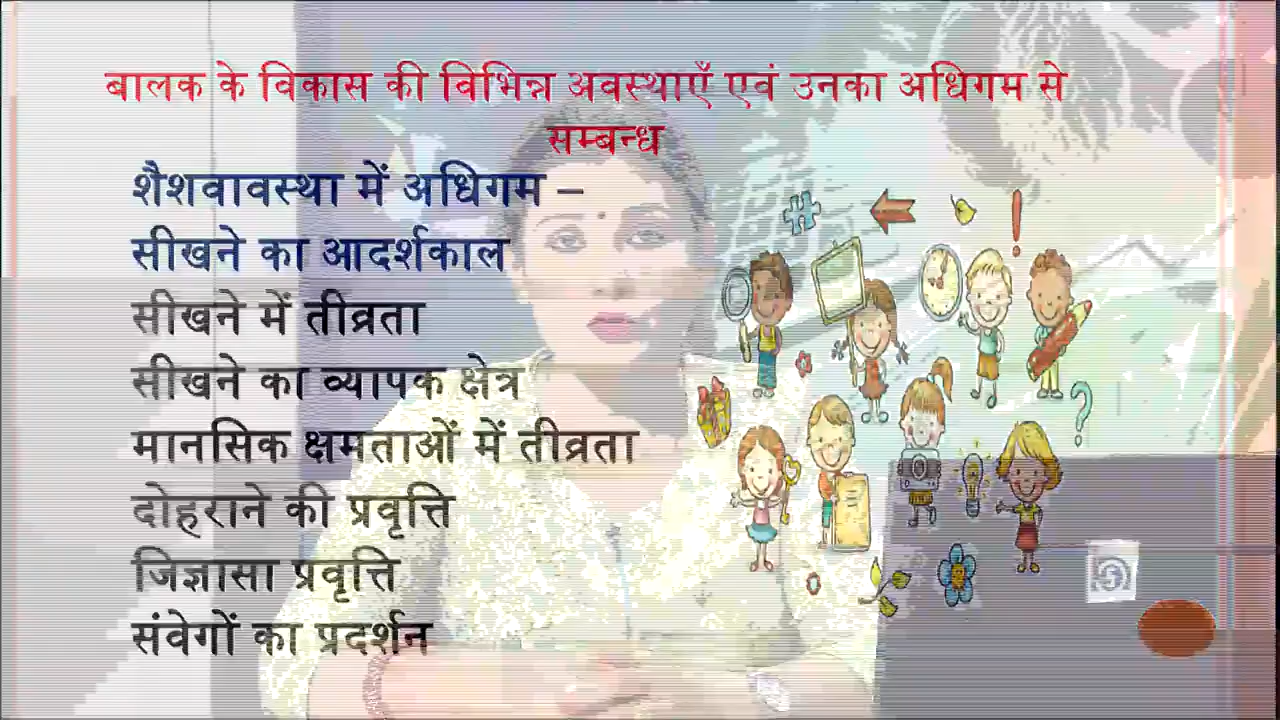 बालक के विकास की विभिन्न अवस्थाएँ एवं उनका अधिगम से
सम्बन्ध
शैशवावस्था में अधिगम –
सीखने का आदर्शकाल
सीखने में तीव्रता
सीखने का व्यापक क्षेत्र
मानसिक क्षमताओं में तीव्रता
दोहराने की प्रवृत्ति
जिज्ञासा प्रवृत्ति
संवेगों का प्रदर्शन